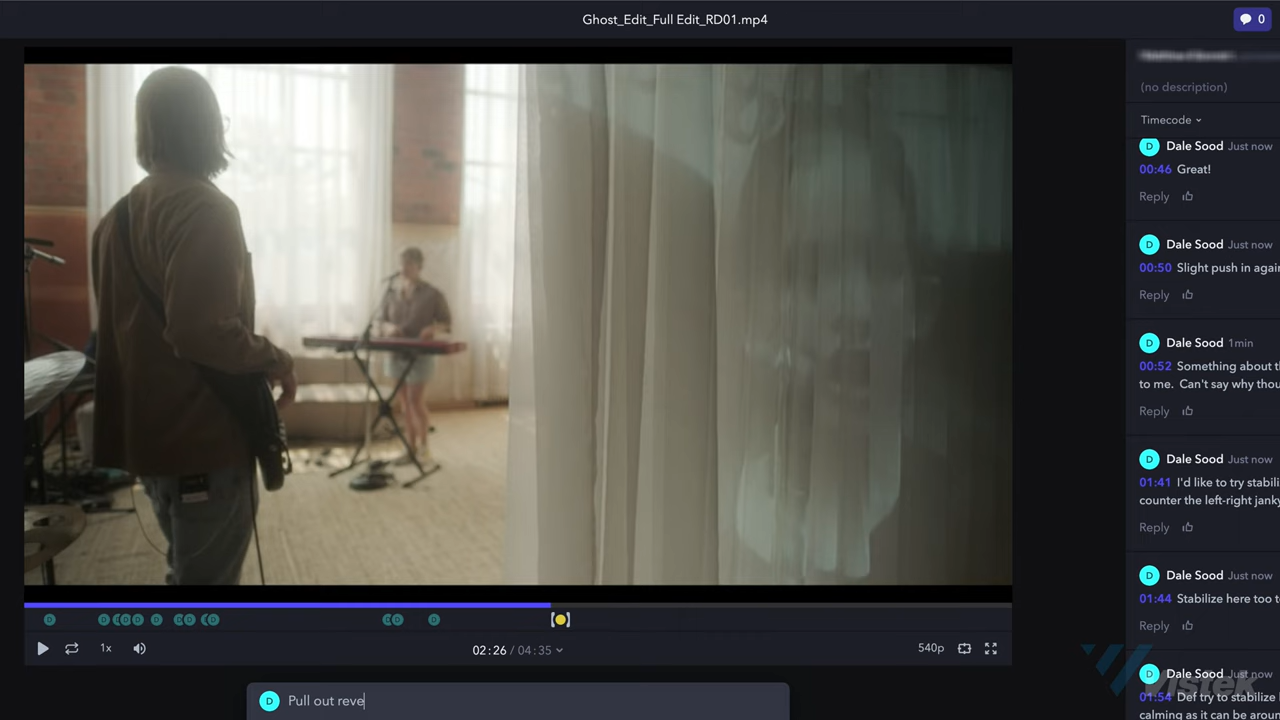 Ghost_Edit_Full Edit_RD01.mp4
0
(no description)
Timecode
D Dale Sood Just now
00:46 Great!
Reply
D Dale Sood Just now
00:50 Slight push in agai
Reply
D Dale Sood 1min
00:52 Something about t
to me. Can't say why thou
Reply
D Dale Sood Just now
01:41 I'd like to try stabili
counter the left-right janky
Reply
D Dale Sood Just now
01:44 Stabilize here too t
Reply
D Dale Sood Just now
01:54 Def try to stabilize
calming as it can be aroun
Vistek
1x
02:26 / 04:35
540p
D Pull out reve